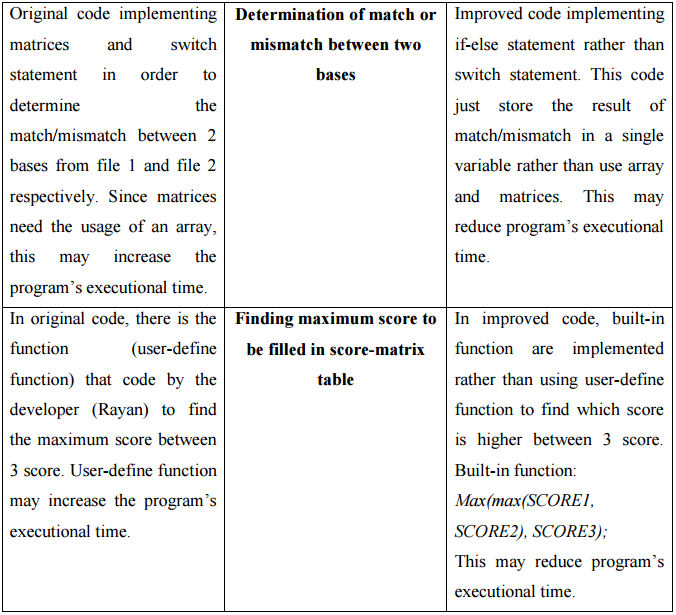 Original code implementing
matrices and switch
statement in order to
determine the
match/mismatch between 2
bases from file 1 and file 2
respectively. Since matrices
need the usage of an array,
this may increase the
program's executional time.
Determination of match or
mismatch between two
bases
Improved code implementing
if-else statement rather than
switch statement. This code
just store the result of
match/mismatch in a single
variable rather than use array
and matrices. This may
reduce program's executional
time.
In original code, there is the
function (user-define
function) that code by the
developer (Rayan) to find
the maximum score between
3 score. User-define function
may increase the program's
executional time.
Finding maximum score to
be filled in score-matrix
table
In improved code, built-in
function are implemented
rather than using user-define
function to find which score
is higher between 3 score.
Built-in function:
Max(max(SCORE1,
SCORE2), SCORE3);
This may reduce program's
executional time.